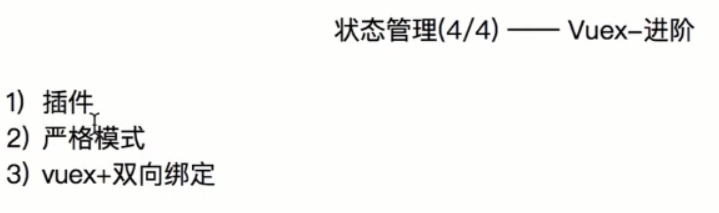 状态管理(4/4) —— Vuex-进阶
1) 插件
2) 严格模式
3) vuex+双向绑定